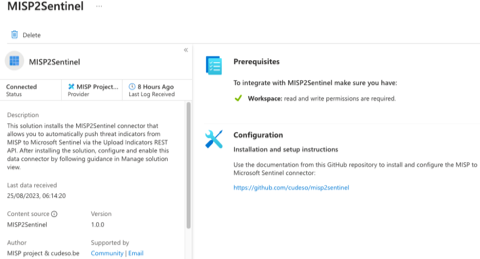 MISP2Sentinel ...
Delete
«
MISP2Sentinel
Connected
Status
MISP Project...
Provider
8 Hours Ago
Last Log Received
Description
This solution installs the MISP2Sentinel connector that
allows you to automatically push threat indicators from
MISP to Microsoft Sentinel via the Upload Indicators REST
API. After installing the solution, configure and enable this
data connector by following guidance in Manage solution
view.
Last data received
25/08/2023, 06:14:20
Content source
MISP2Sentinel
Version
1.0.0
Author
MISP project & cudeso.be
Supported by
Community | Email
Prerequisites
To integrate with MISP2Sentinel make sure you have:
Workspace: read and write permissions are required.
Configuration
Installation and setup instructions
Use the documentation from this GitHub repository to install and configure the MISP to
Microsoft Sentinel connector:
https://github.com/cudeso/misp2sentinel